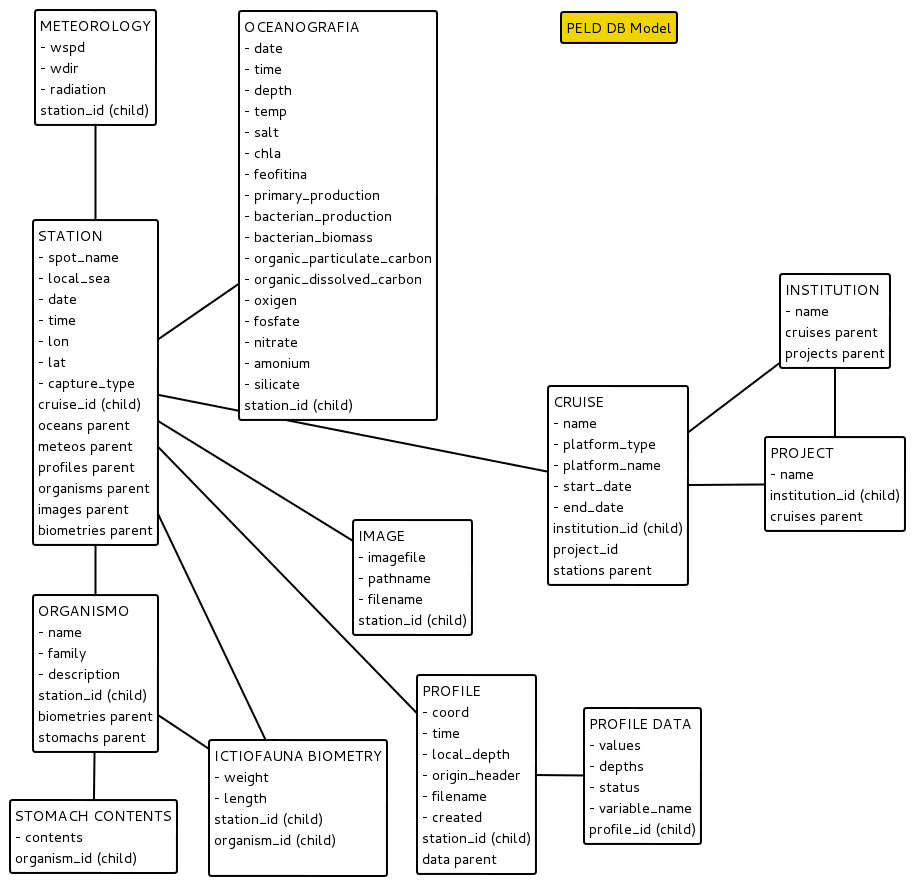 METEOROLOGY
- wspd
- wdir
- radiation
station_id (child)
OCEANOGRAFIA
- date
- time
- depth
- temp
- salt
- chla
- feofitina
- primary_production
- bacterian_production
- bacterian_biomass
- organic_particulate_carbon
- organic_dissolved_carbon
- oxigen
- fosfate
- nitrate
- amonium
- silicate
station_id (child)
PELD DB Model
STATION
- spot_name
- local_sea
- date
- time
- lon
- lat
- capture_type
cruise_id (child)
oceans parent
meteos parent
profiles parent
organisms parent
images parent
biometries parent
INSTITUTION
- name
cruises parent
projects parent
CRUISE
- name
- platform_type
- platform_name
- start_date
- end_date
institution_id (child)
project_id
stations parent
PROJECT
- name
institution_id (child)
cruises parent
IMAGE
- imagefile
- pathname
- filename
station_id (child)
ORGANISMO
- name
- family
- description
station_id (child)
biometries parent
stomachs parent
PROFILE
- coord
- time
- local_depth
- origin_header
- filename
- created
station_id (child)
data parent
PROFILE DATA
- values
- depths
- status
- variable_name
profile_id (child)
ICTIOFAUNA BIOMETRY
- weight
- length
station_id (child)
organism_id (child)
STOMACH CONTENTS
- contents
organism_id (child)